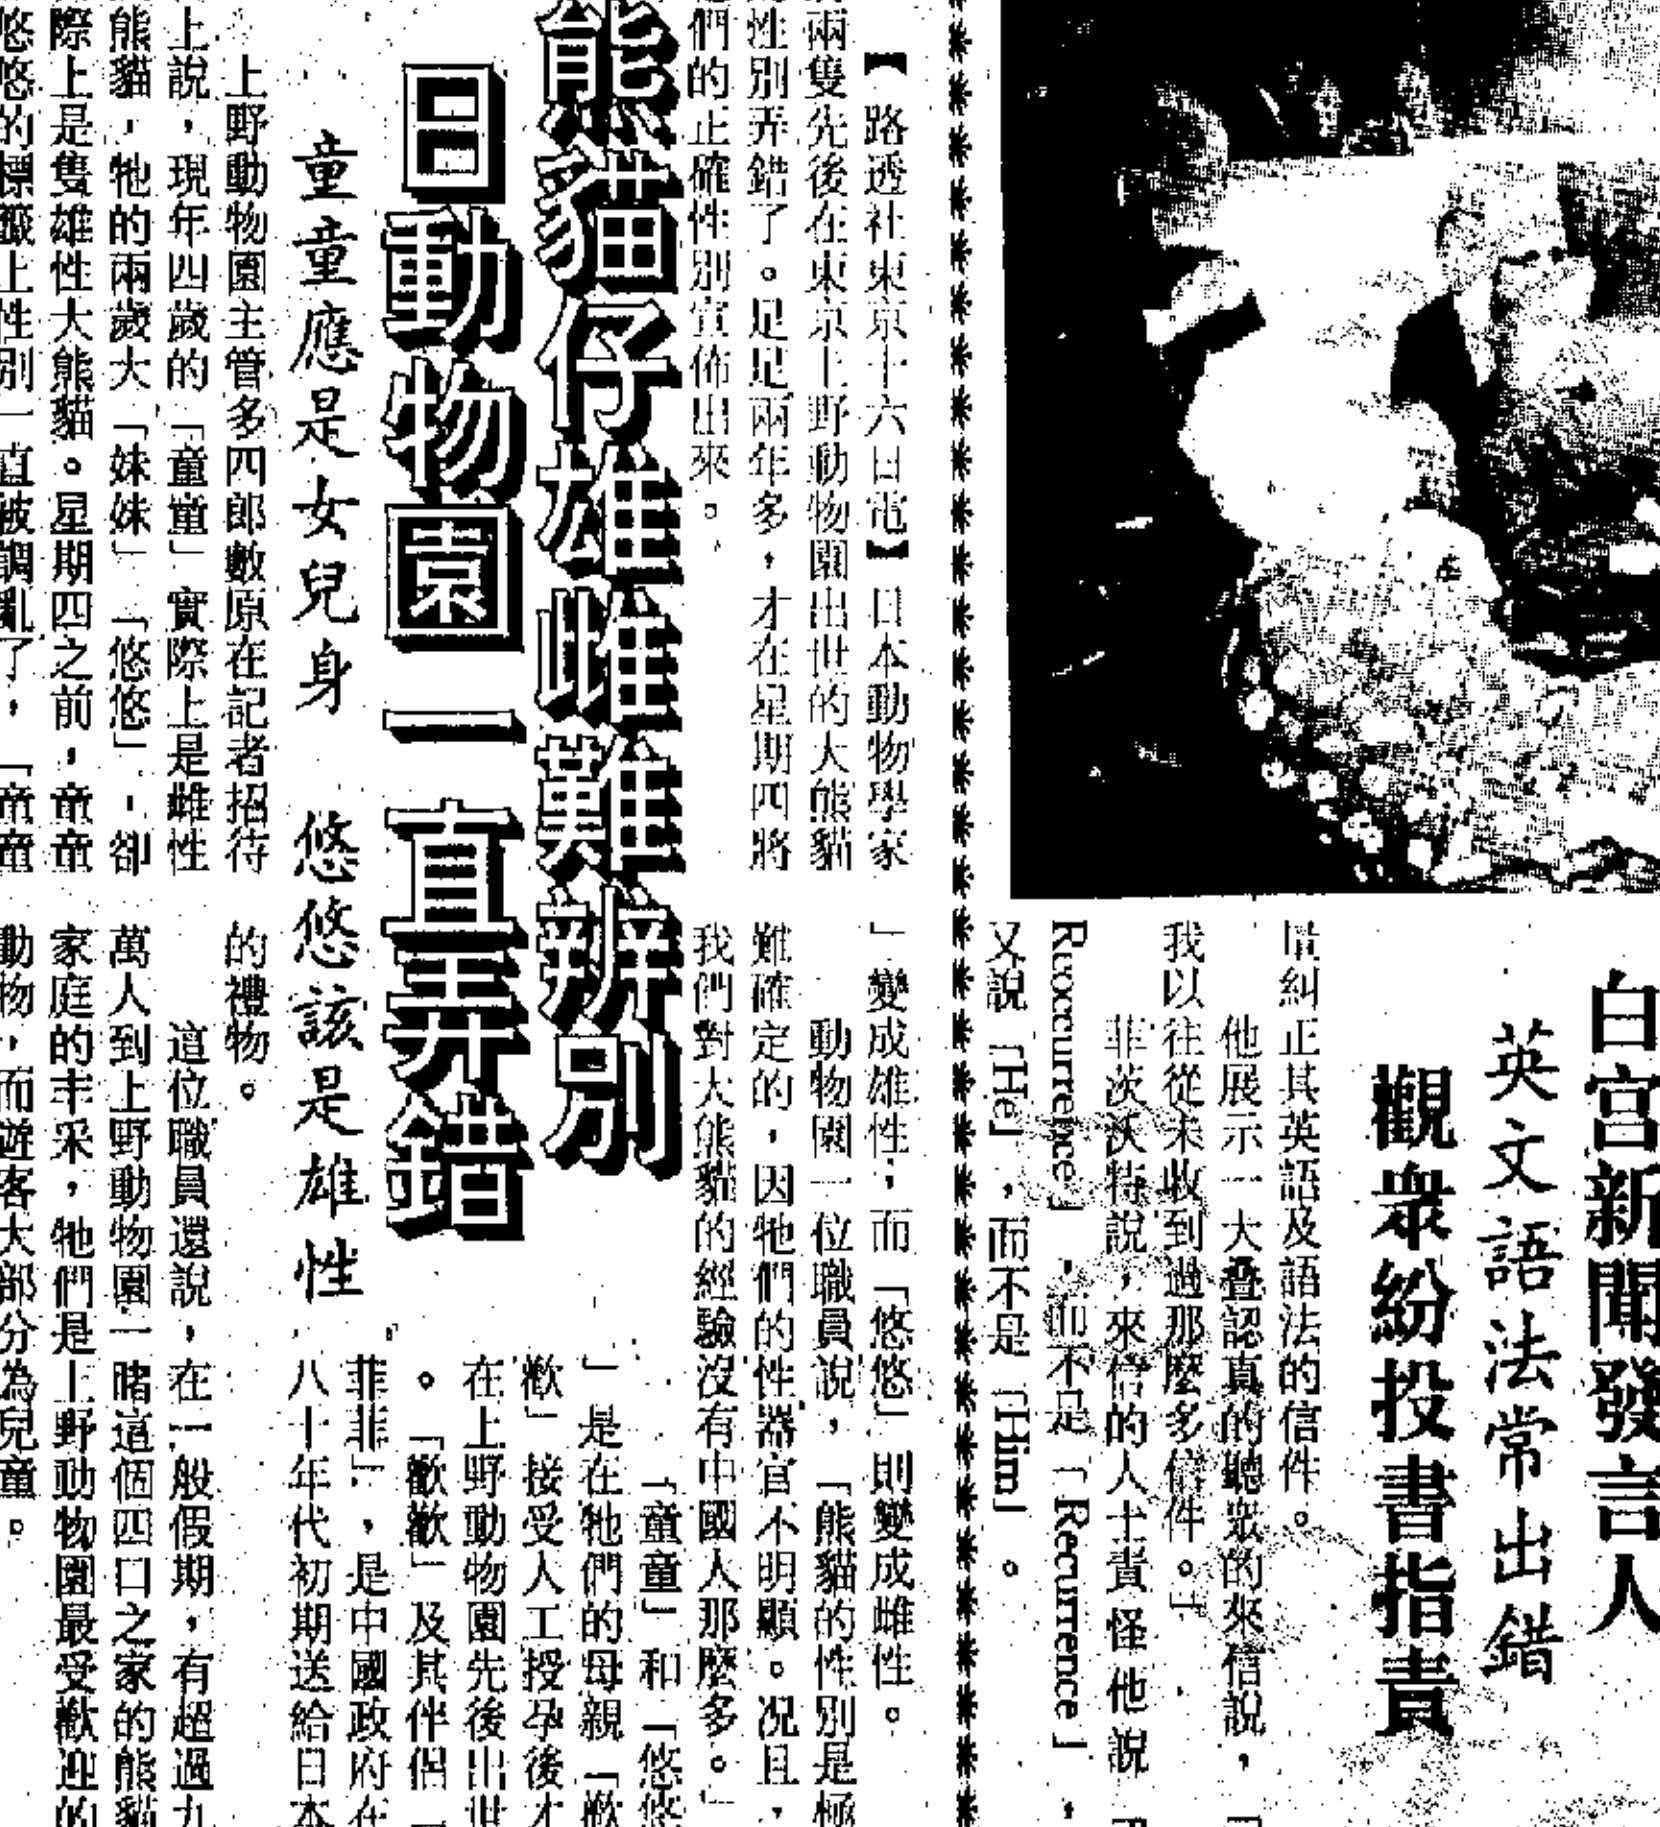 白宮新聞發言人
英文語法常出錯
觀眾紛投書指責
糾正其英語及語法的信件。
他展示一大叠認真的聽眾的來信說，「
我以往從未收到過那麼多信件。」
菲茨沃特說，來信的人士責怪他說「
Reoccurrence」，而不是「Recurrence」，
又說「He」，而不是「Him」。
熊貓仔雄雌難辨別
日動物園一直弄錯
童童應是女兒身 悠悠該是雄性
【路透社東京十六日電】日本動物學家
兩隻先後在東京上野動物園出世的大熊貓
性別弄錯了。足足兩年多，才在星期四將
們的正確性別宣佈出來。
上野動物園主管多四郎數原在記者招待
上說，現年四歲的「童童」實際上是雌性
熊貓，牠的兩歲大「妹妹」「悠悠」，卻
際上是隻雄性大熊貓。星期四之前，童童
悠悠的標籤上性別一直被調亂了，「童童
」變成雄性；而「悠悠」則變成雌性。
動物園一位職員說，「熊貓的性別是極
難確定的，因牠們的性器官不明顯。況且，
我們對大熊貓的經驗沒有中國人那麼多。」
「童童」和「悠悠
」是在牠們的母親「歡
歡」接受人工授孕後才
在上野動物園先後出世
。「歡歡」及其伴侶「
菲菲」，是中國政府在
八十年代初期送給日本
的禮物。
這位職員還說，在一般假期，有超過九
萬人到上野動物園一睹這個四口之家的熊貓
家庭的丰采，牠們是上野動物園最受歡迎的
動物，而遊客大部分為兒童。